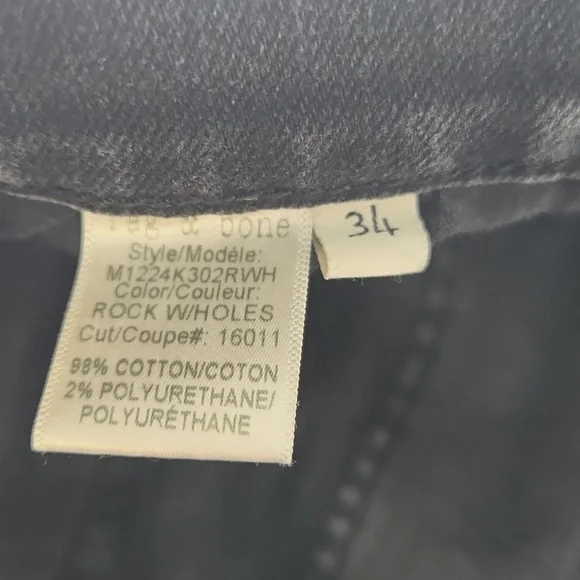 rag & bone
34
Style/Modèle:
M1224K302RWH
Color/Couleur:
ROCK W/HOLES
Cut/Coupe#: 16011
98% COTTON/COTON
2% POLYURETHANE/
POLYURÉTHANE